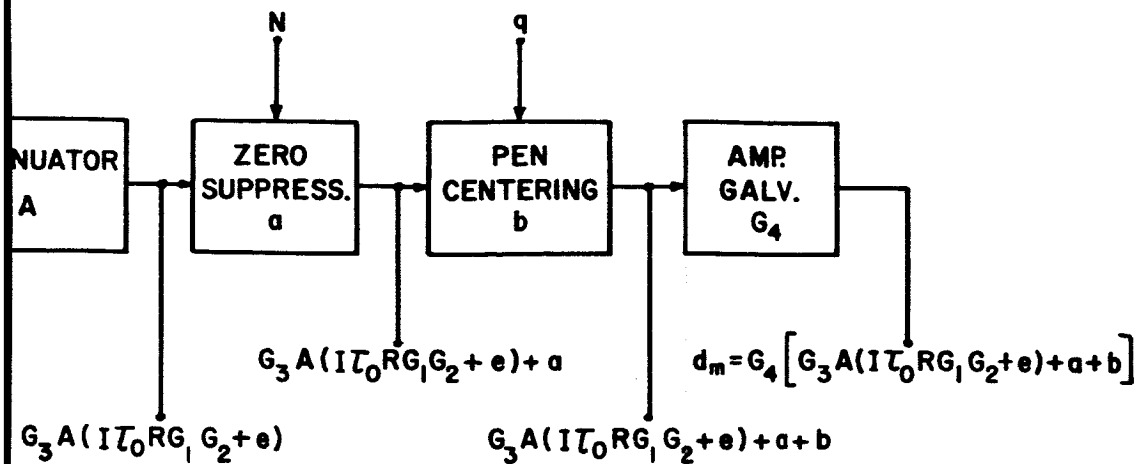 N
q
NUATOR
A
ZERO
SUPPRESS.
a
PEN
CENTERING
b
AMP.
GALV.
G₄
G₃A(Iτ₀RG₁G₂+e)+a
dₘ=G₄[G₃A(Iτ₀RG₁G₂+e)+a+b]
G₃A(Iτ₀RG₁G₂+e)
G₃A(Iτ₀RG₁G₂+e)+a+b